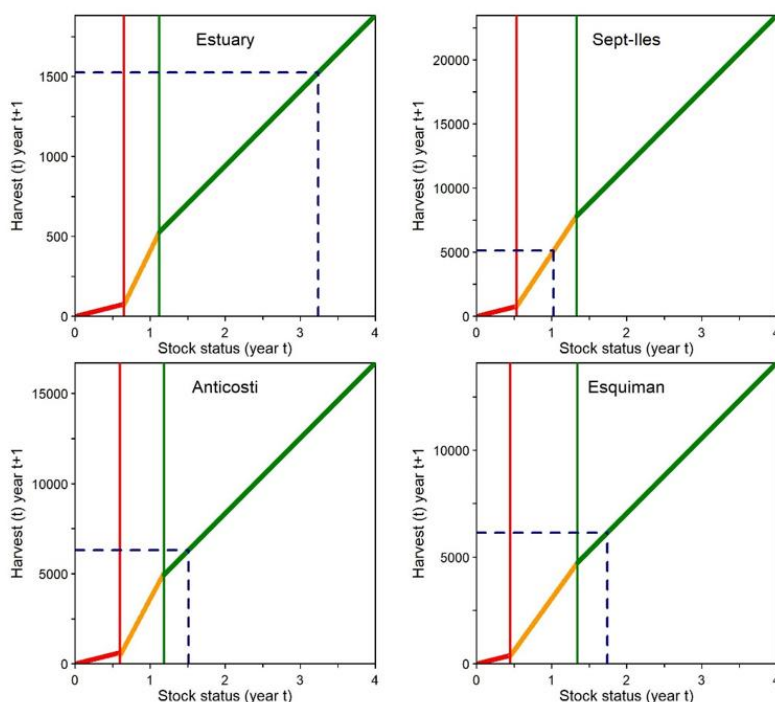 Estuary
Harvest (t) year t+1
1500
1000
500
0
0 1 2 3 4
Stock status (year t)
Sept-Iles
Harvest (t) year t+1
20000
15000
10000
5000
0
0 1 2 3 4
Stock status (year t)
Anticosti
Harvest (t) year t+1
15000
10000
5000
0
0 1 2 3 4
Stock status (year t)
Esquiman
Harvest (t) year t+1
10000
5000
0
0 1 2 3 4
Stock status (year t)